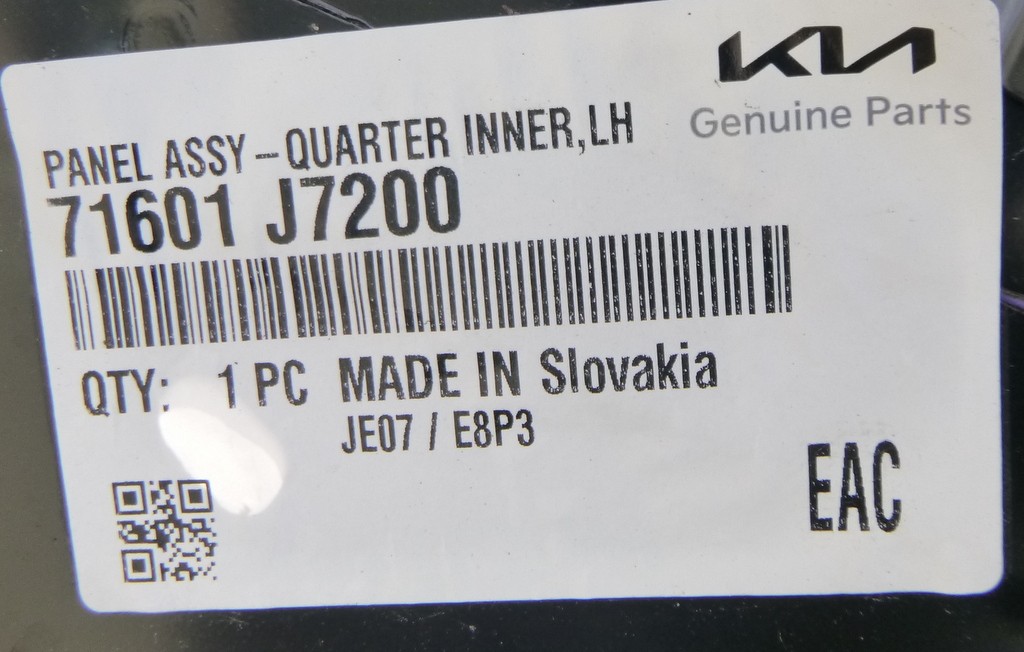 KIA
Genuine Parts
PANEL ASSY – QUARTER INNER,LH
71601 J7200
QTY: 1 PC MADE IN Slovakia
JE07 / E8P3
EAC